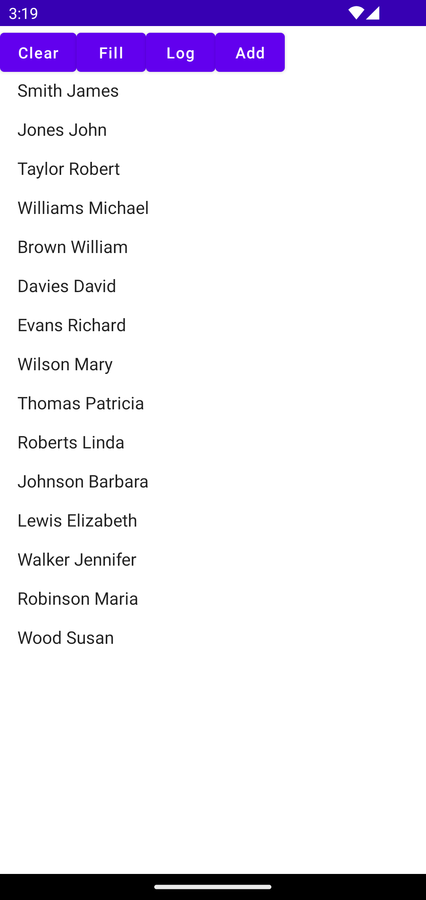 3:19
Clear Fill Log Add
Smith James
Jones John
Taylor Robert
Williams Michael
Brown William
Davies David
Evans Richard
Wilson Mary
Thomas Patricia
Roberts Linda
Johnson Barbara
Lewis Elizabeth
Walker Jennifer
Robinson Maria
Wood Susan